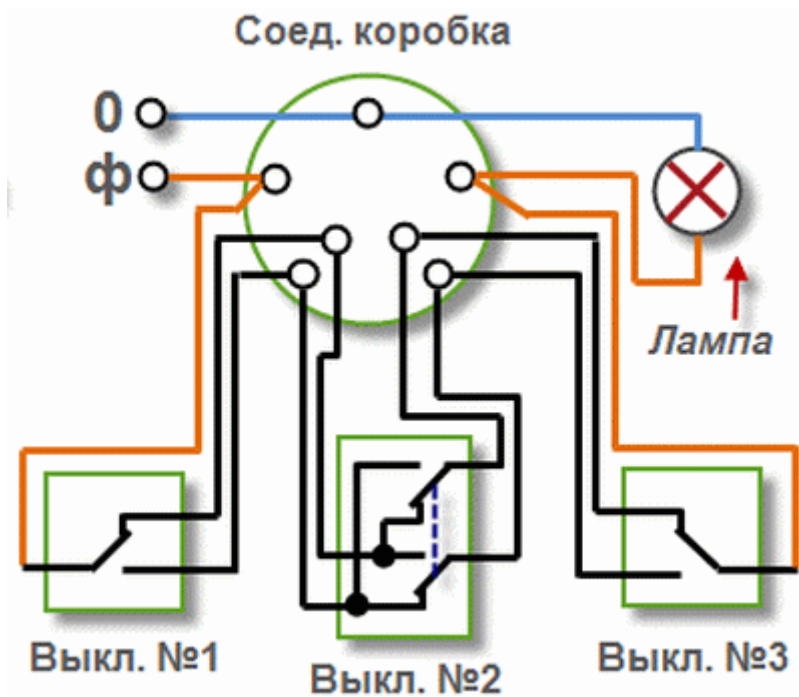 Соед. коробка
0
ф
Лампа
Выкл. №1
Выкл. №2
Выкл. №3